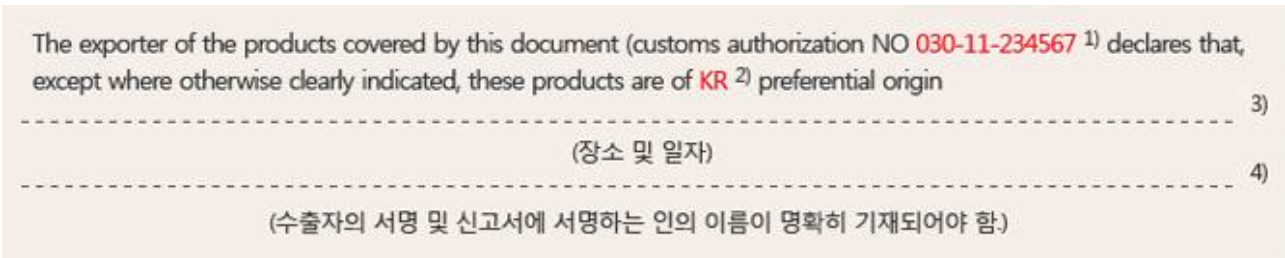 The exporter of the products covered by this document (customs authorization NO 030-11-234567 1) declares that,
except where otherwise clearly indicated, these products are of KR 2) preferential origin
3)
(장소 및 일자)
4)
(수출자의 서명 및 신고서에 서명하는 인의 이름이 명확히 기재되어야 함.)